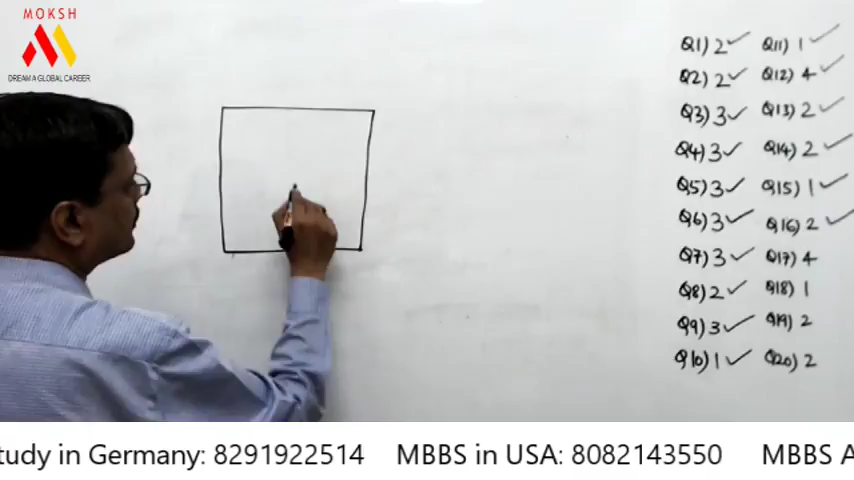 MOKSH
DREAM A GLOBAL CAREER
Q1) 2 ✓ Q11) 1 ✓
Q2) 2 ✓ Q12) 4 ✓
Q3) 3 ✓ Q13) 2 ✓
Q4) 3 ✓ Q14) 2 ✓
Q5) 3 ✓ Q15) 1 ✓
Q6) 3 ✓ Q16) 2 ✓
Q7) 3 ✓ Q17) 4
Q8) 2 ✓ Q18) 1
Q9) 3 ✓ Q19) 2
Q10) 1 ✓ Q20) 2
tudy in Germany: 8291922514 MBBS in USA: 8082143550 MBBS A